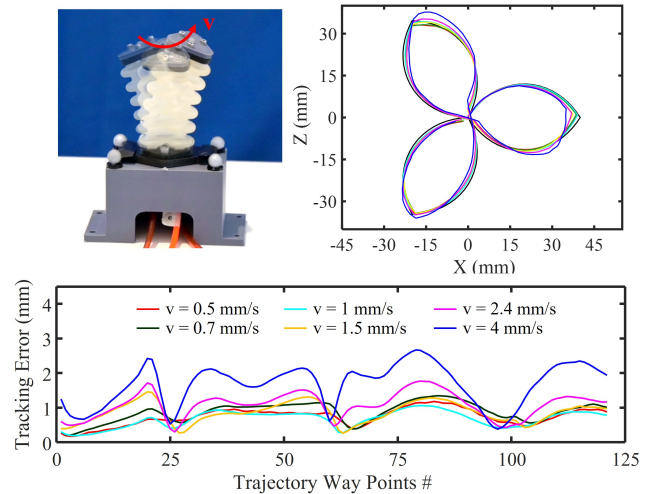 v
Z (mm)
30
15
0
-15
-30
-45 -30 -15 0 15 30 45
X (mm)
Tracking Error (mm)
4
3
2
1
0
v = 0.5 mm/s v = 1 mm/s v = 2.4 mm/s
v = 0.7 mm/s v = 1.5 mm/s v = 4 mm/s
0 25 50 75 100 125
Trajectory Way Points #